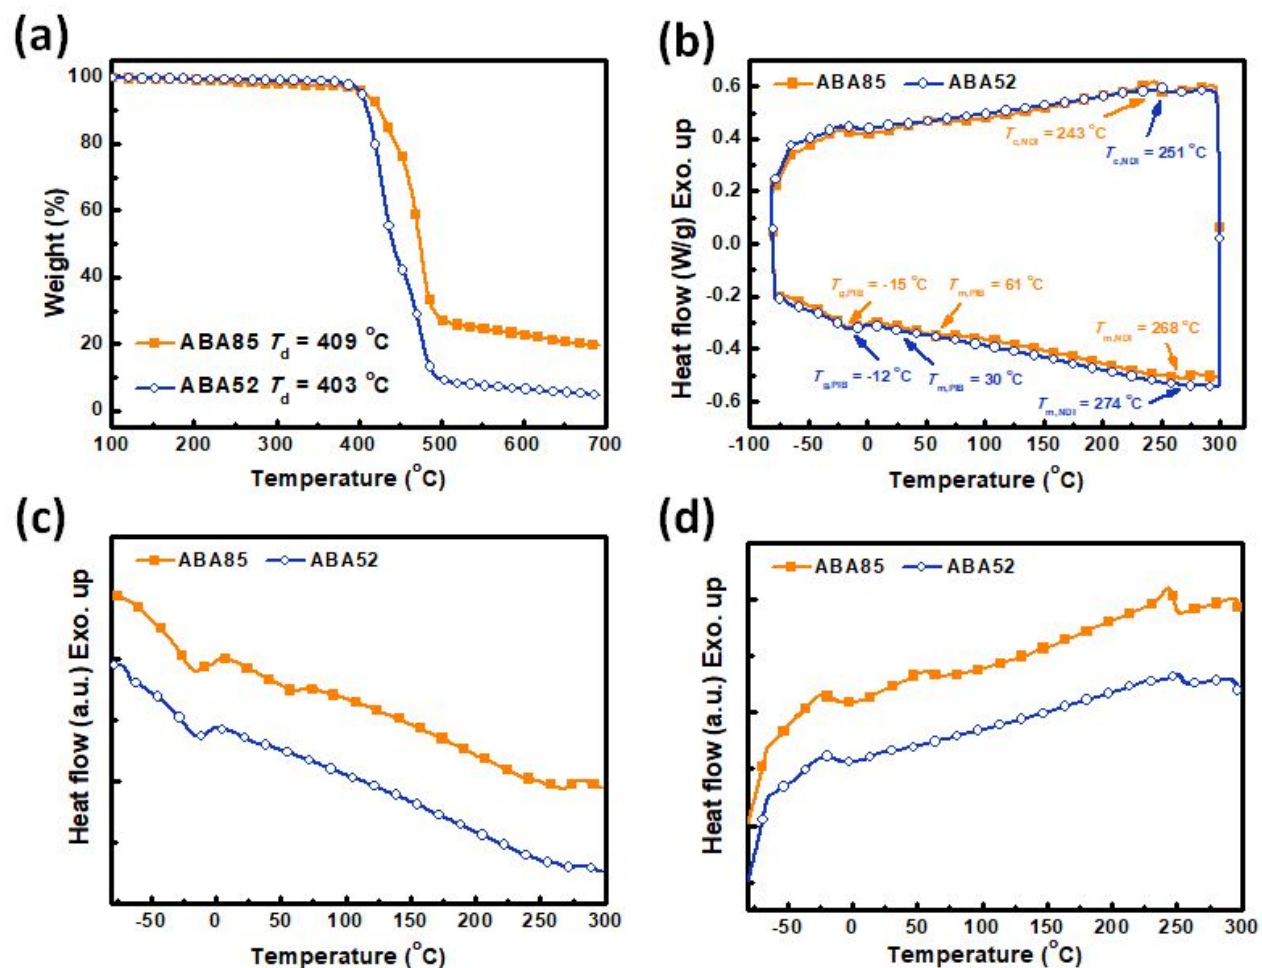 (a)
100
80
60
40
20
0
Weight (%)
ABA85 Td = 409 °C
ABA52 Td = 403 °C
100 200 300 400 500 600 700
Temperature (°C)
(b)
0.6
0.4
0.2
0.0
-0.2
-0.4
-0.6
Heat flow (W/g) Exo. up
ABA85 ABA52
Tc,NDI = 243 °C
Tc,NDI = 251 °C
Tg,PIB = -15 °C
Tm,PIB = 61 °C
Tm,NDI = 268 °C
Tg,PIB = -12 °C
Tm,PIB = 30 °C
Tm,NDI = 274 °C
-100 -50 0 50 100 150 200 250 300
Temperature (°C)
(c)
Heat flow (a.u.) Exo. up
ABA85 ABA52
-50 0 50 100 150 200 250 300
Temperature (°C)
(d)
Heat flow (a.u.) Exo. up
ABA85 ABA52
-50 0 50 100 150 200 250 300
Temperature (°C)